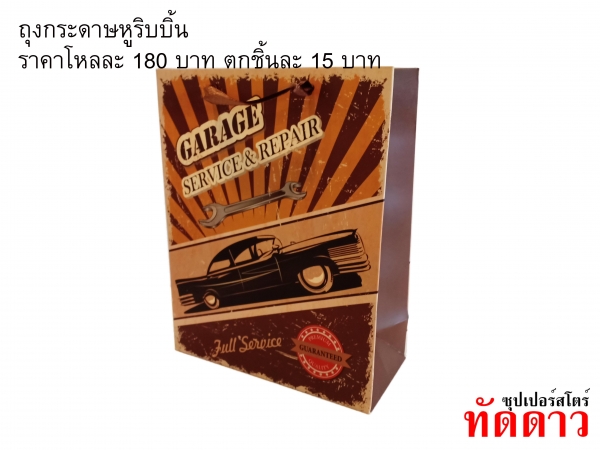 ถุงกระดาษหูริบบิ้น
ราคาโหลละ 180 บาท ตกชิ้นละ 15 บาท
GARAGE
SERVICE & REPAIR
Full Service
GUARANTEED
ซุปเปอร์สโตร์
ทัดดาว